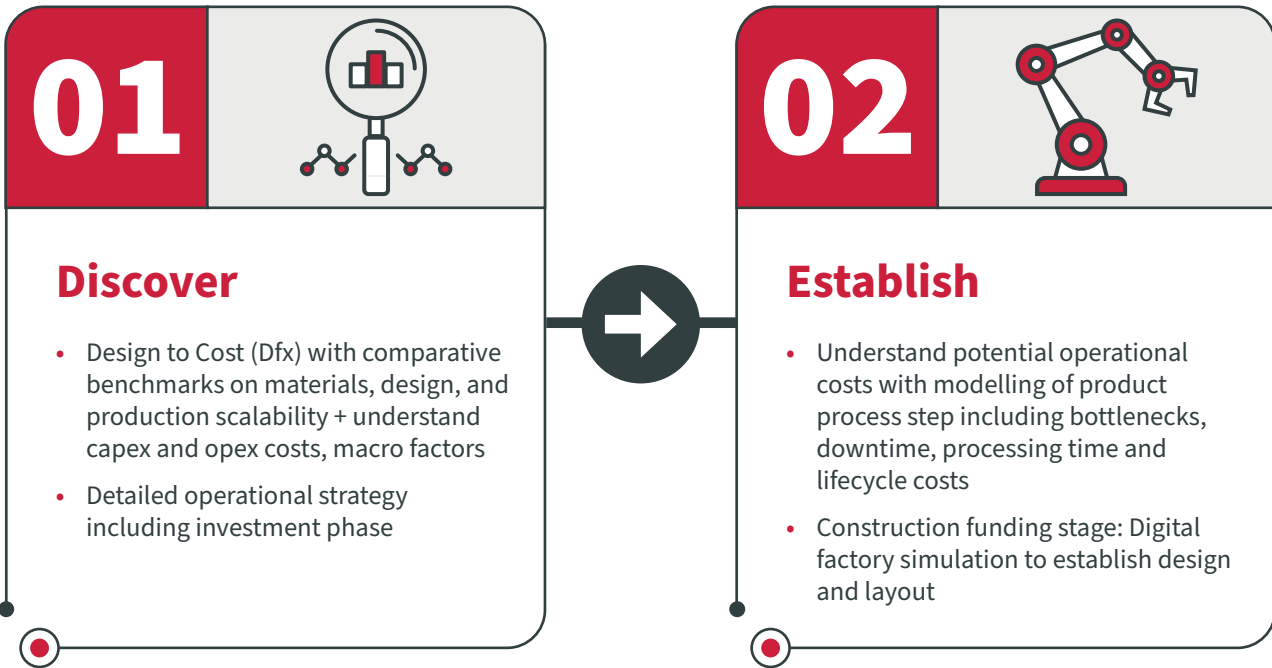 01
Discover
• Design to Cost (Dfx) with comparative
benchmarks on materials, design, and
production scalability + understand
capex and opex costs, macro factors
• Detailed operational strategy
including investment phase
02
Establish
• Understand potential operational
costs with modelling of product
process step including bottlenecks,
downtime, processing time and
lifecycle costs
• Construction funding stage: Digital
factory simulation to establish design
and layout